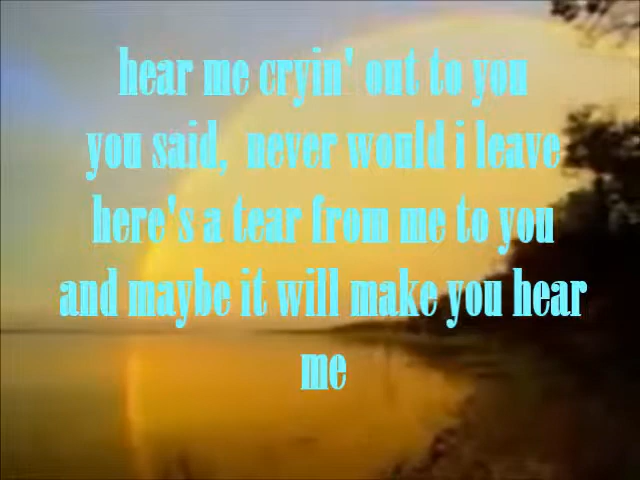 hear me cryin' out to you
you said, never would i leave
here's a tear from me to you
and maybe it will make you hear
me